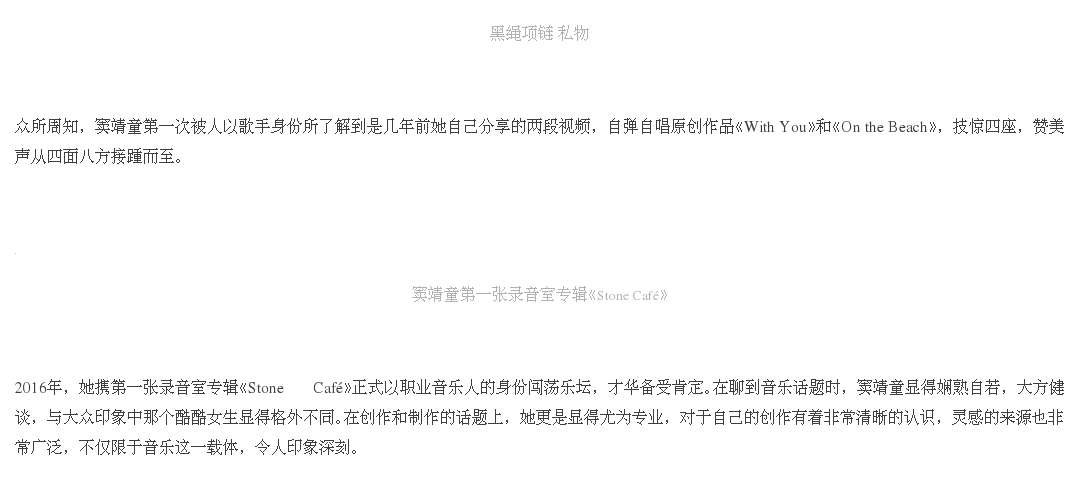 黑绳项链 私物
众所周知，窦靖童第一次被人以歌手身份所了解到是几年前她自己分享的两段视频，自弹自唱原创作品《With You》和《On the Beach》，技惊四座，赞美
声从四面八方接踵而至。
窦靖童第一张录音室专辑《Stone Café》
2016年，她携第一张录音室专辑《Stone Café》正式以职业音乐人的身份闯荡乐坛，才华备受肯定。在聊到音乐话题时，窦靖童显得娴熟自若，大方健
谈，与大众印象中那个酷酷女生显得格外不同。在创作和制作的话题上，她更是显得尤为专业，对于自己的创作有着非常清晰的认识，灵感的来源也非
常广泛，不仅限于音乐这一载体，令人印象深刻。